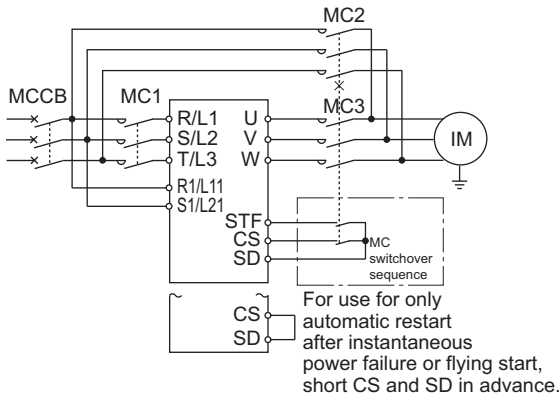 MC2
MCCB
MC1
MC3
R/L1
S/L2
T/L3
R1/L11
S1/L21
U
V
W
IM
STF
CS
SD
MC
switchover
sequence
CS
SD
For use for only
automatic restart
after instantaneous
power failure or flying start,
short CS and SD in advance.